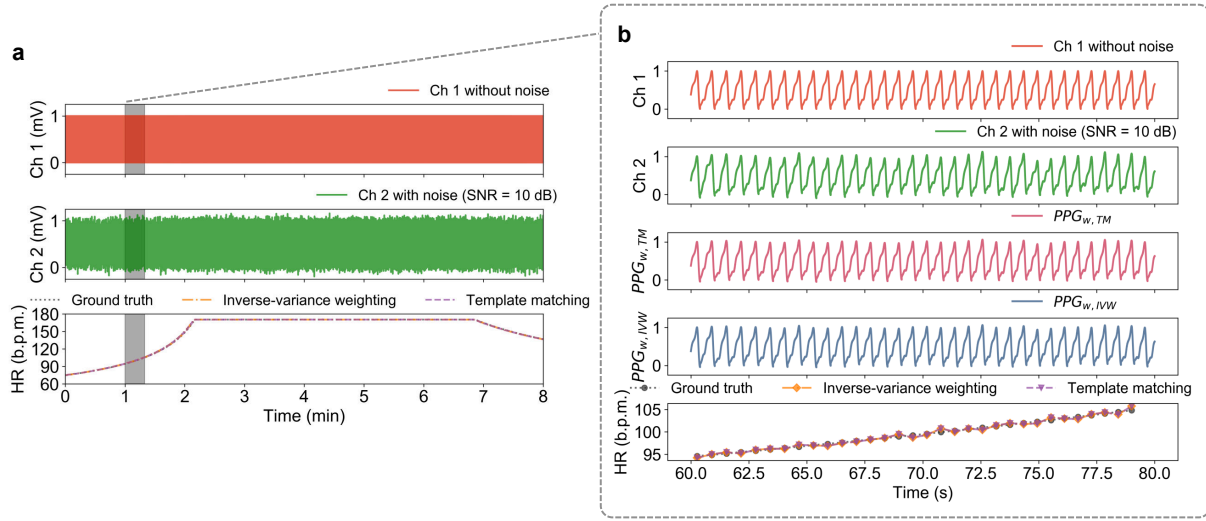 a
Ch 1 without noise
Ch 1 (mV)
1
0
Ch 2 with noise (SNR = 10 dB)
Ch 2 (mV)
1
0
Ground truth
Inverse-variance weighting
Template matching
HR (b.p.m.)
180
150
120
90
60
0 1 2 3 4 5 6 7 8
Time (min)
b
Ch 1 without noise
Ch 1
1
0
Ch 2 with noise (SNR = 10 dB)
Ch 2
1
0
PPG_{w, TM}
PPG_{w, TM}
1
0
PPG_{w, IVW}
PPG_{w, IVW}
1
0
Ground truth
Inverse-variance weighting
Template matching
HR (b.p.m.)
105
100
95
60.0 62.5 65.0 67.5 70.0 72.5 75.0 77.5 80.0
Time (s)